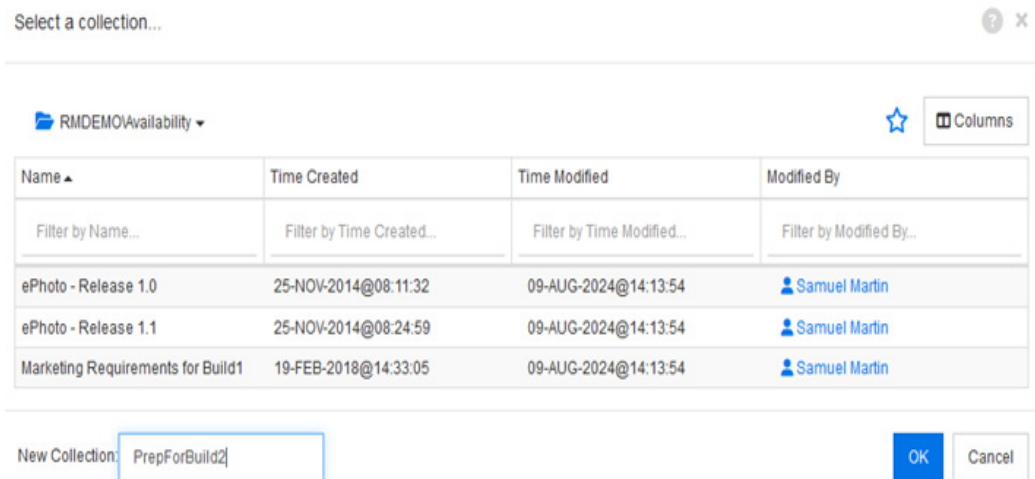 Select a collection...
RMDEMO\Availability
Columns
Name Time Created Time Modified Modified By
Filter by Name... Filter by Time Created... Filter by Time Modified... Filter by Modified By...
ePhoto - Release 1.0 25-NOV-2014@08:11:32 09-AUG-2024@14:13:54 Samuel Martin
ePhoto - Release 1.1 25-NOV-2014@08:24:59 09-AUG-2024@14:13:54 Samuel Martin
Marketing Requirements for Build1 19-FEB-2018@14:33:05 09-AUG-2024@14:13:54 Samuel Martin
New Collection: PrepForBuild2 OK Cancel